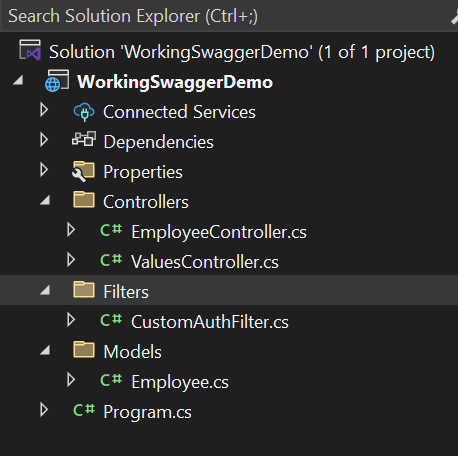 Search Solution Explorer (Ctrl+;)
Solution 'WorkingSwaggerDemo' (1 of 1 project)
WorkingSwaggerDemo
Connected Services
Dependencies
Properties
Controllers
C# EmployeeController.cs
C# ValuesController.cs
Filters
C# CustomAuthFilter.cs
Models
C# Employee.cs
C# Program.cs